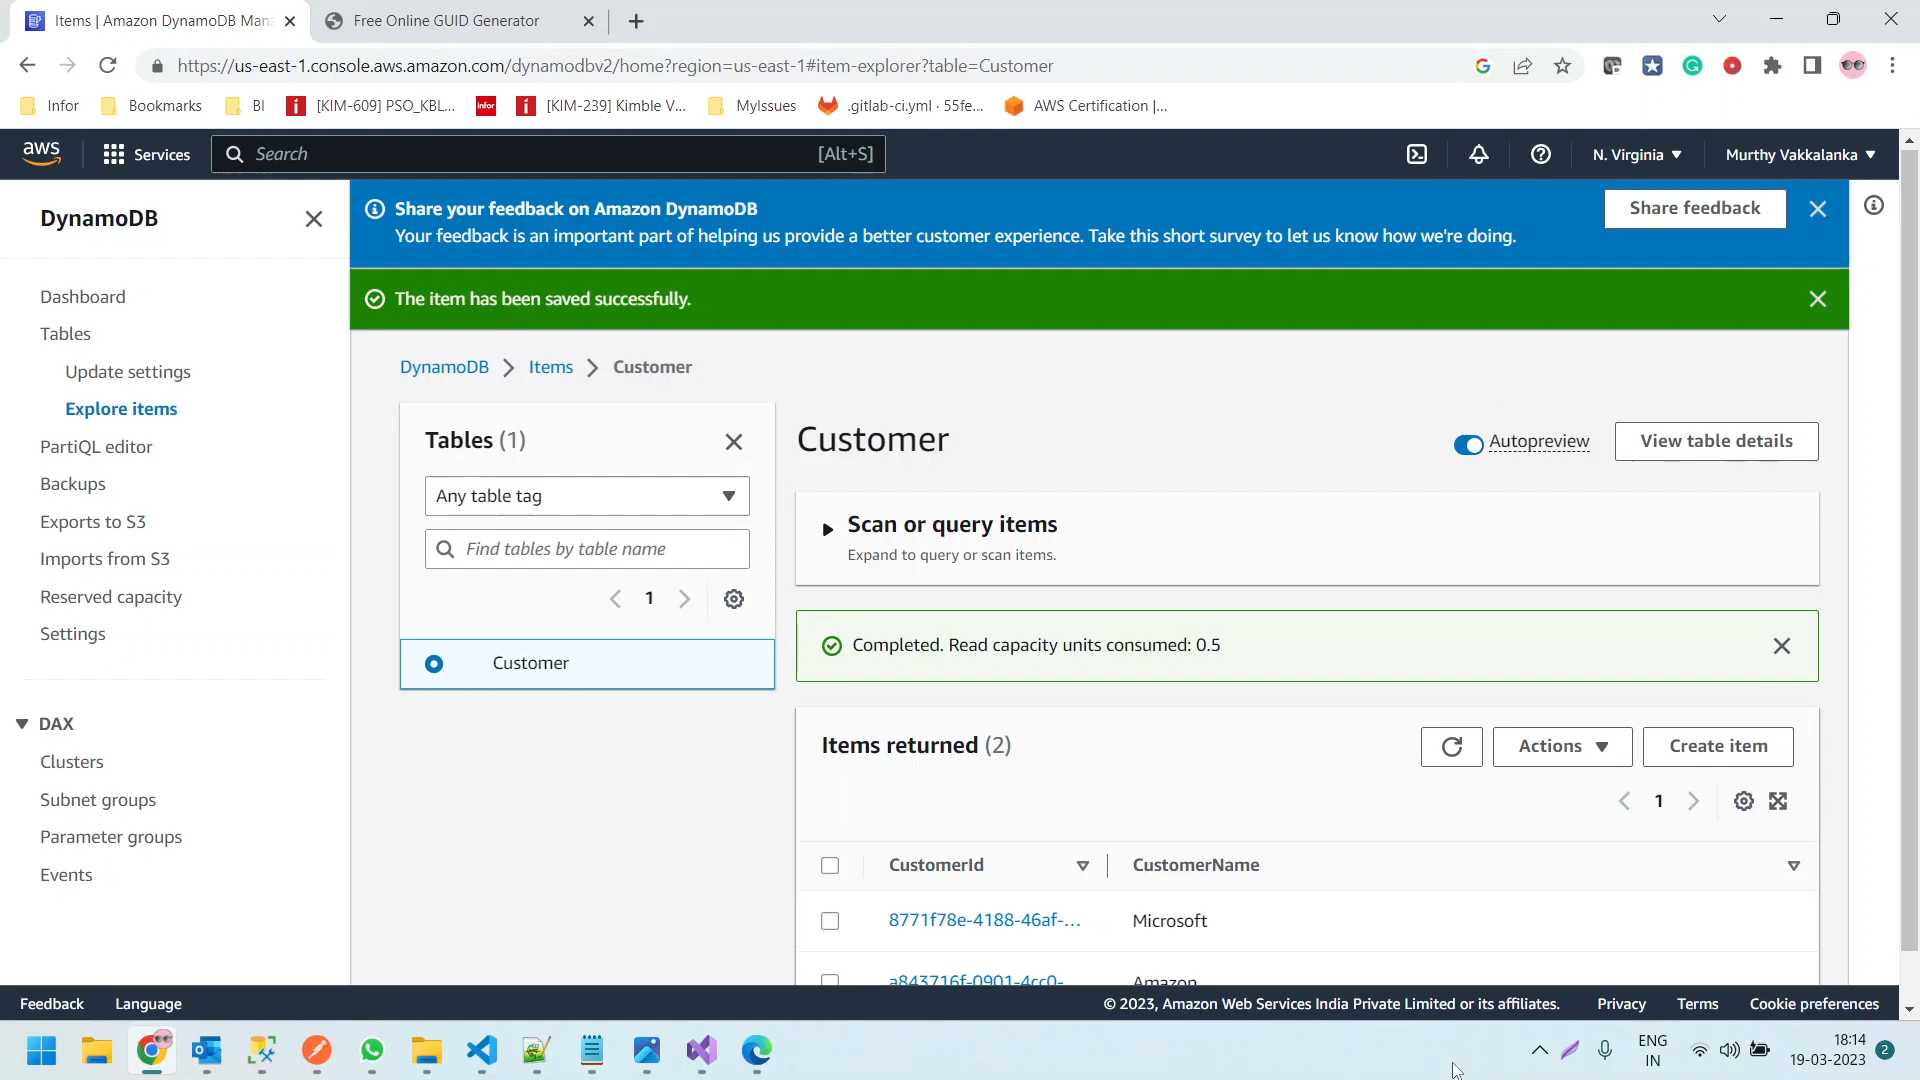 Items | Amazon DynamoDB Man
Free Online GUID Generator
https://us-east-1.console.aws.amazon.com/dynamodbv2/home?region=us-east-1#item-explorer?table=Customer
Infor
Bookmarks
BI
[KIM-609] PSO_KBL...
infor
[KIM-239] Kimble V...
MyIssues
.gitlab-ci.yml · 55fe...
AWS Certification |...
aws
Services
Search
[Alt+S]
N. Virginia
Murthy Vakkalanka
DynamoDB
Share your feedback on Amazon DynamoDB
Your feedback is an important part of helping us provide a better customer experience. Take this short survey to let us know how we're doing.
Share feedback
The item has been saved successfully.
Dashboard
Tables
Update settings
Explore items
PartiQL editor
Backups
Exports to S3
Imports from S3
Reserved capacity
Settings
DAX
Clusters
Subnet groups
Parameter groups
Events
DynamoDB
Items
Customer
Tables (1)
Any table tag
Find tables by table name
1
Customer
Customer
Autopreview
View table details
Scan or query items
Expand to query or scan items.
Completed. Read capacity units consumed: 0.5
Items returned (2)
Actions
Create item
1
CustomerId
CustomerName
8771f78e-4188-46af-...
Microsoft
a843716f-0901-4cc0-
Amazon
Feedback
Language
© 2023, Amazon Web Services India Private Limited or its affiliates.
Privacy
Terms
Cookie preferences
ENG
IN
18:14
19-03-2023
2